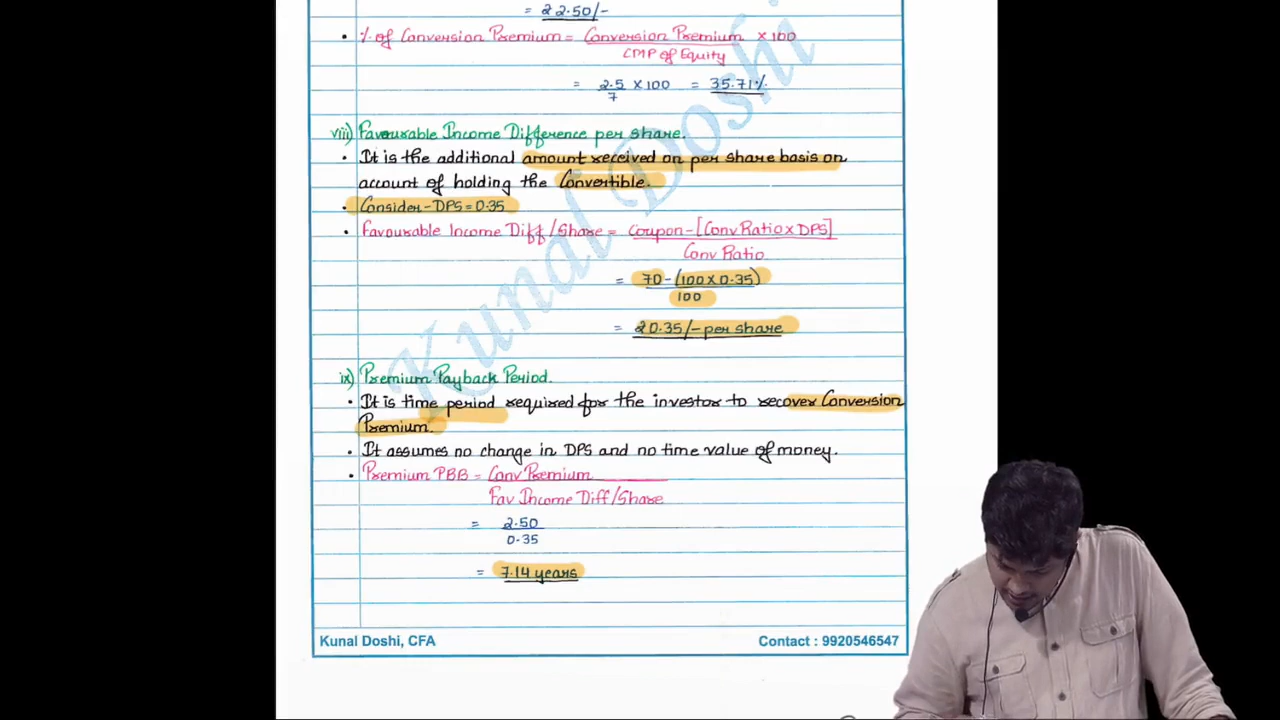 = ₹2.50/-
• % of Conversion Premium = Conversion Premium × 100
CMP of Equity
= 2.5 × 100 = 35.71%
7
viii) Favourable Income Difference per share.
• It is the additional amount received on per share basis on
account of holding the Convertible.
• Consider - DPS = 0.35
• Favourable Income Diff/Share = Coupon - [Conv Ratio × DPS]
Conv Ratio
= 70 - (100 × 0.35)
100
= ₹0.35/- per share
ix) Premium Payback Period.
• It is time period required for the investor to recover Conversion
Premium.
• It assumes no change in DPS and no time value of money.
• Premium PBB = Conv Premium
Fav Income Diff/Share
= 2.50
0.35
= 7.14 years
Kunal Doshi, CFA Contact : 9920546547
Kunal Doshi